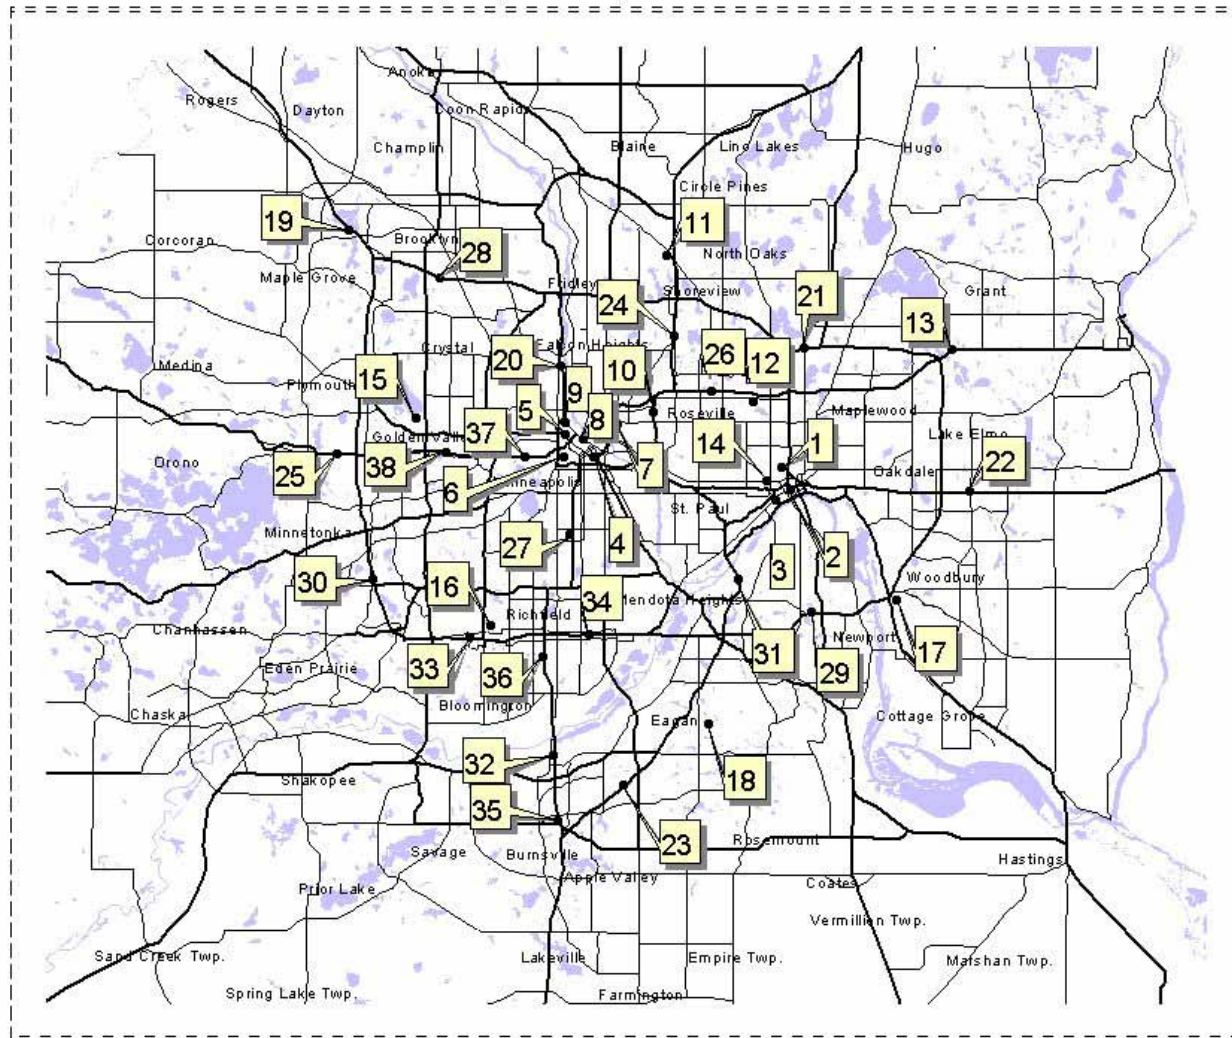 Anoka
Rogers
Dayton
Coon Rapids
Champlin
Blaine
Lino Lakes
Hugo
Circle Pines
19
11
Corcoran
Brooklyn
28
North Oaks
Maple Grove
Fridley
Shoreview
24
21
Grant
13
20
Falcon Heights
Crystal
26
12
Medina
Plymouth
15
10
9
5
8
Roseville
Maplewood
37
Golden Valle
Lake Elmo
14
1
38
25
Orono
7
Oakdale
22
6
inneapolis
St. Paul
Minnetonka
27
4
2
3
30
16
Woodbury
34
Mendota Heights
Richfield
Chanhassen
Newport
33
36
31
29
17
Eden Prairie
Bloomington
Chaska
Eagan
Cottage Grove
32
Shakopee
18
35
23
Rosemount
Savage
Burnsville
Hastings
Apple Valley
Prior Lake
Coates
Vermillion Twp.
Sand Creek Twp.
Lakeville
Empire Twp.
Marshan Twp.
Spring Lake Twp.
Farmington